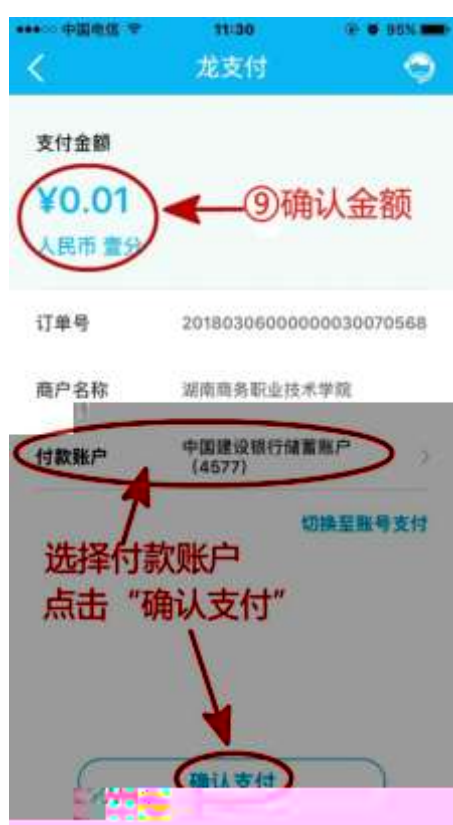 中国电信 11:30 95%
龙支付
支付金额
¥0.01
⑨确认金额
人民币 壹分
订单号 20180306000000030070568
商户名称 湖南商务职业技术学院
付款账户 中国建设银行储蓄账户
(4577)
切换至账号支付
选择付款账户
点击“确认支付”
确认支付